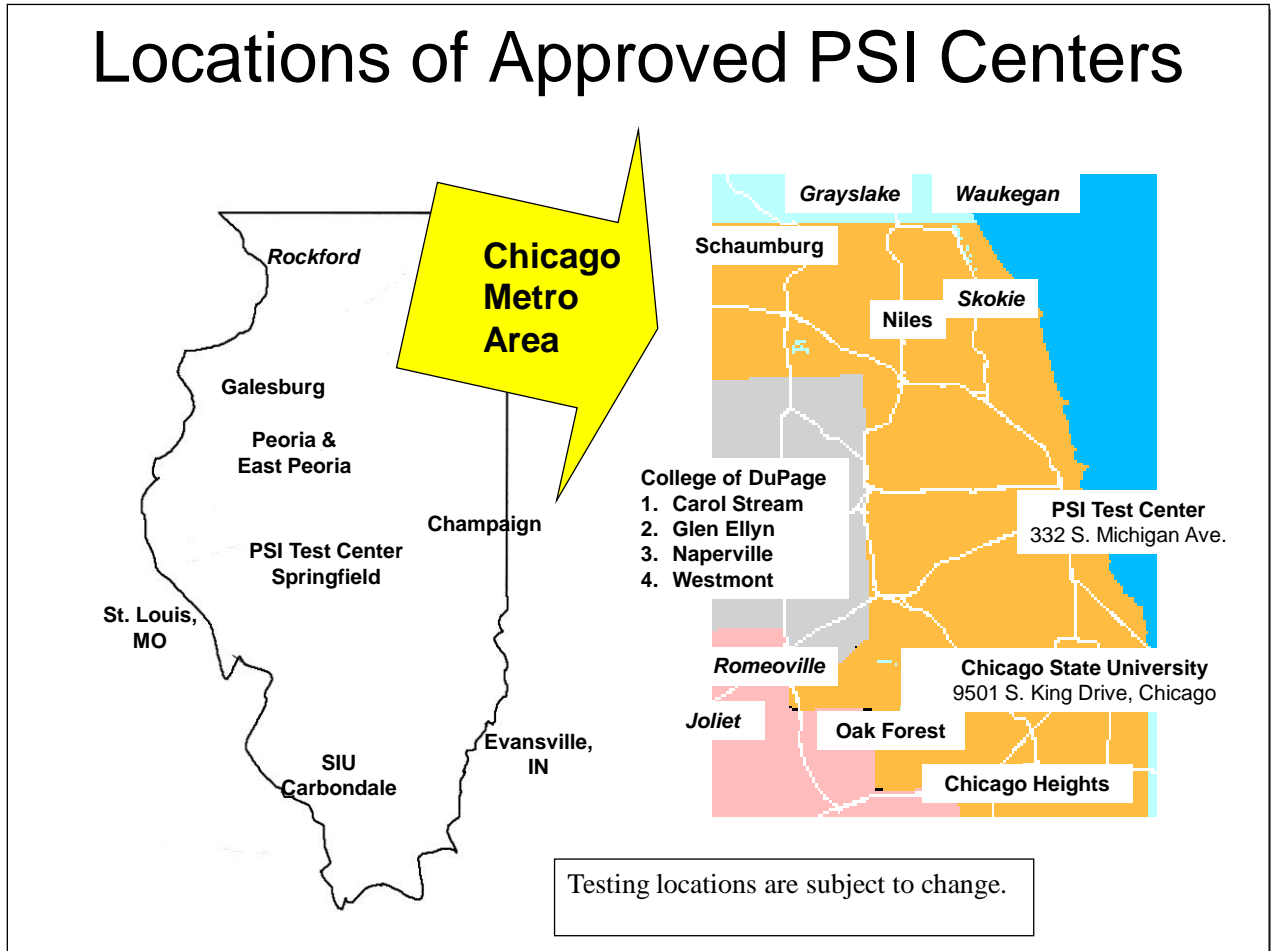 Locations of Approved PSI Centers
Rockford
Galesburg
Peoria &
East Peoria
Champaign
PSI Test Center
Springfield
St. Louis,
MO
Evansville,
IN
SIU
Carbondale
Chicago
Metro
Area
Grayslake
Waukegan
Schaumburg
Skokie
Niles
College of DuPage
1. Carol Stream
2. Glen Ellyn
3. Naperville
4. Westmont
PSI Test Center
332 S. Michigan Ave.
Romeoville
Chicago State University
9501 S. King Drive, Chicago
Joliet
Oak Forest
Chicago Heights
Testing locations are subject to change.